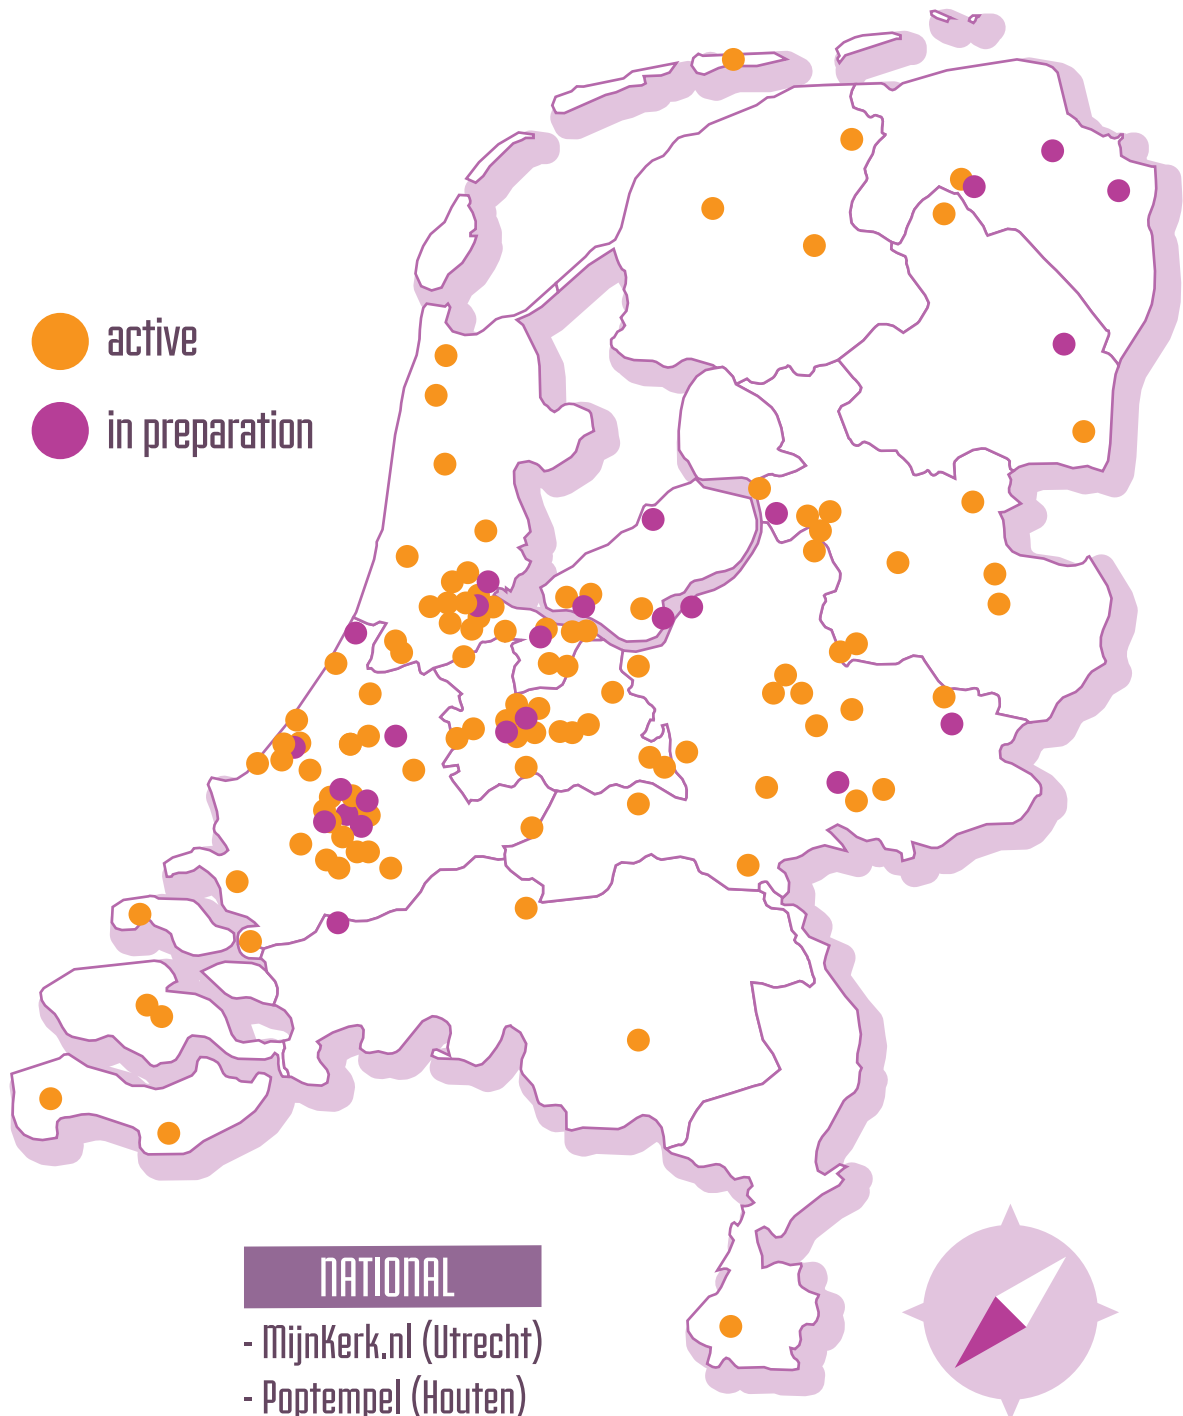 active
in preparation
NATIONAL
- MijnKerk.nl (Utrecht)
- Poptempel (Houten)